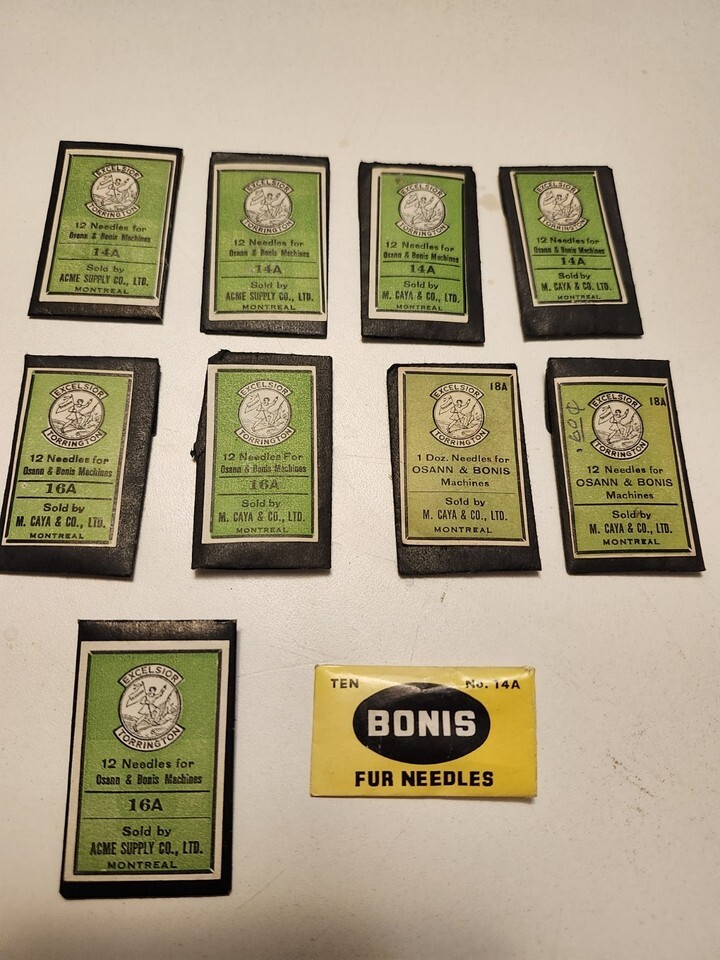 EXCELSIOR
TORRINGTON
12 Needles for
Osann & Bonis Machines
14A
Sold by
ACME SUPPLY CO., LTD.
MONTREAL
EXCELSIOR
TORRINGTON
12 Needles for
Osann & Bonis Machines
14A
Sold by
ACME SUPPLY CO., LTD.
MONTREAL
EXCELSIOR
TORRINGTON
12 Needles for
Osann & Bonis Machines
14A
Sold by
M. CAYA & CO., LTD,
MONTREAL
EXCELSIOR
TORRINGTON
12 Needles for
Osann & Bonis Machines
14A
Sold by
M. CAYA & CO., LTD.
MONTREAL
EXCELSIOR
TORRINGTON
12 Needles for
Osann & Bonis Machines
16A
Sold by
M. CAYA & CO., LTD.
MONTREAL
EXCELSIOR
TORRINGTON
12 Needles For
Osann & Bonis Machines
16A
Sold by
M. CAYA & CO., LTD.
MONTREAL
18A
EXCELSIOR
TORRINGTON
1 Doz. Needles for
OSANN & BONIS
Machines
Sold by
M. CAYA & CO., LTD.
MONTREAL
18A
.60¢
EXCELSIOR
TORRINGTON
12 Needles for
OSANN & BONIS
Machines
Sold by
M. CAYA & CO., LTD.
MONTREAL
EXCELSIOR
TORRINGTON
12 Needles for
Osann & Bonis Machines
16A
Sold by
ACME SUPPLY CO., LTD.
MONTREAL
TEN No. 14A
BONIS
FUR NEEDLES